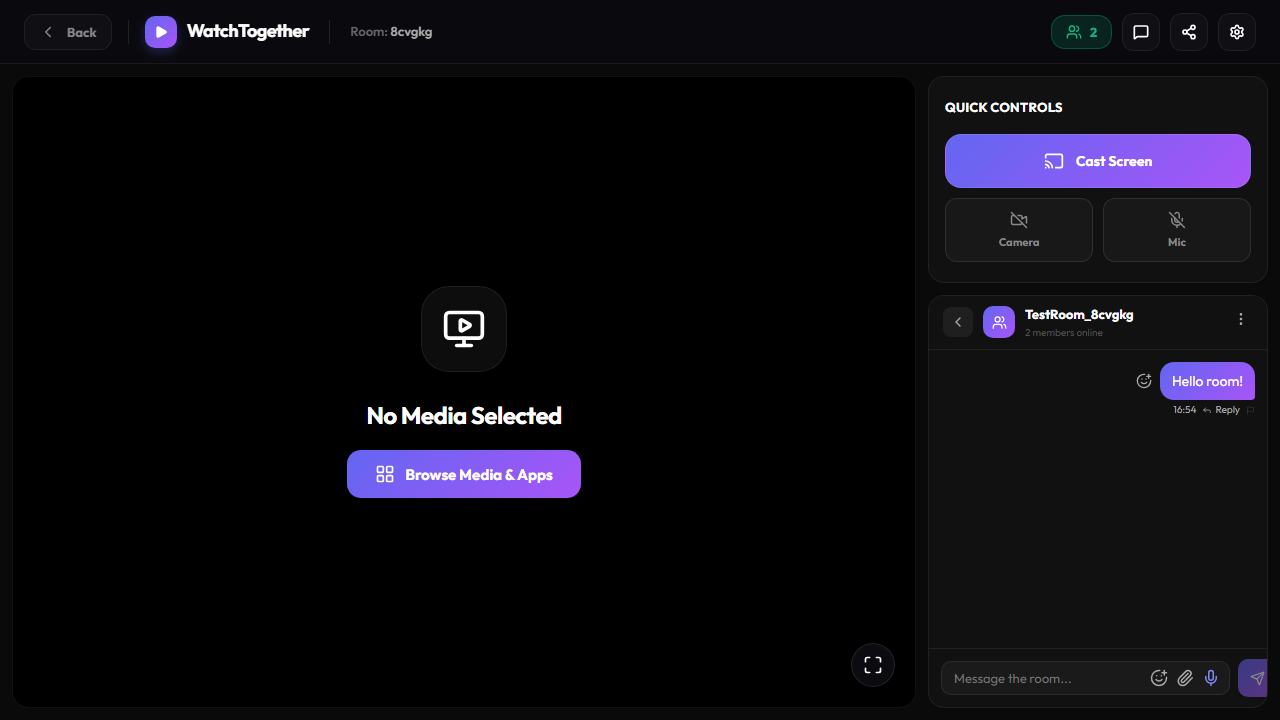 Back
WatchTogether
Room: 8cvgkg
2
QUICK CONTROLS
Cast Screen
Camera
Mic
No Media Selected
Browse Media & Apps
TestRoom_8cvgkg
2 members online
Hello room!
16:54 Reply
Message the room...